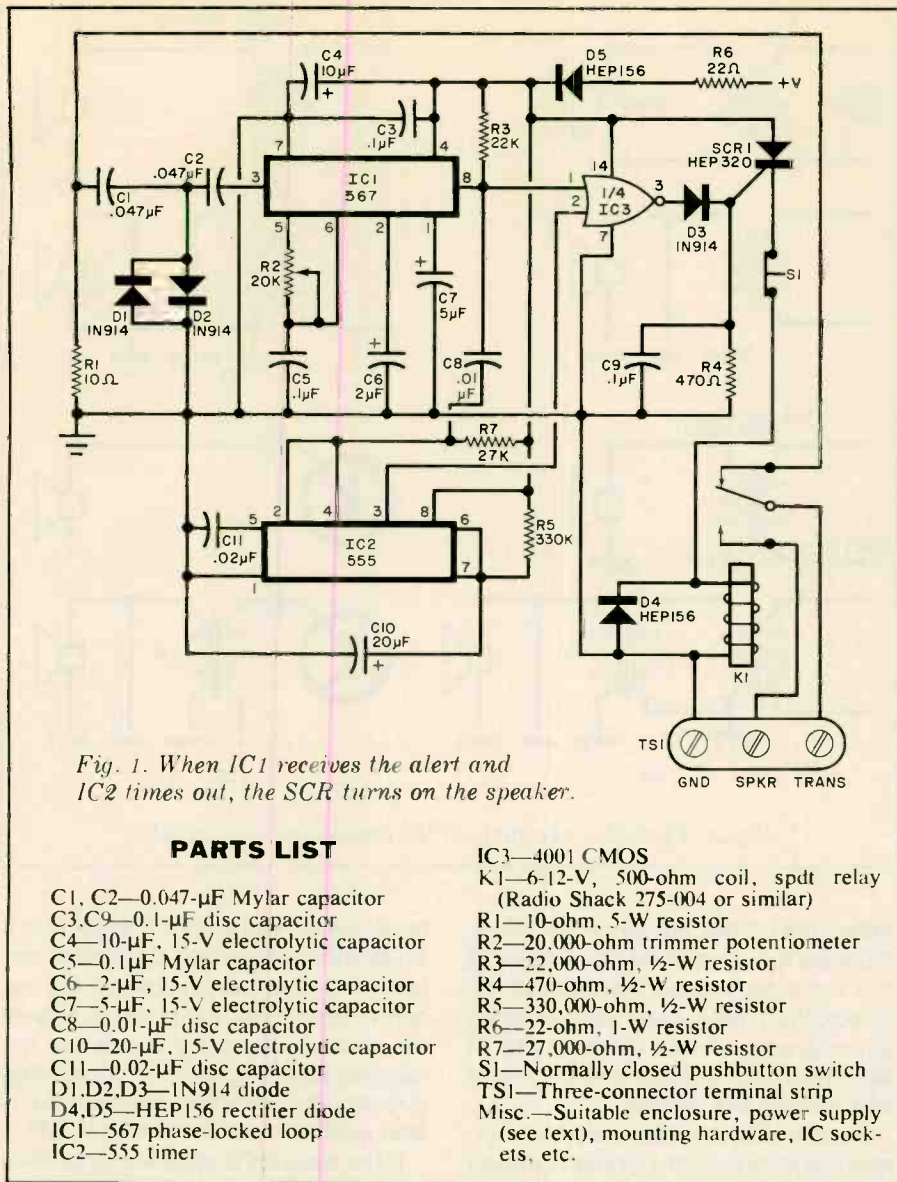 C4
10µF
+
D5
HEP156
R6
22Ω
+V
C3
.1µF
R3
22K
SCR1
HEP320
7
4
14
C2
.047µF
3
IC1
567
8
1
2
1/4
IC3
3
C1
.047µF
D3
1N914
7
5
6
2
1
R2
20K
+
C7
5µF
S1
D1
1N914
D2
1N914
C5
.1µF
+
C6
2µF
C8
.01
µF
C9
.1µF
R4
470Ω
R1
10Ω
R7
27K
2
4
3
8
5
6
C11
.02µF
IC2
555
R5
330K
1
7
D4
HEP156
C10
20µF
+
K1
TS1
GND SPKR TRANS
Fig. 1. When IC1 receives the alert and
IC2 times out, the SCR turns on the speaker.
PARTS LIST
C1, C2—0.047-µF Mylar capacitor
C3,C9—0.1-µF disc capacitor
C4—10-µF, 15-V electrolytic capacitor
C5—0.1µF Mylar capacitor
C6—2-µF, 15-V electrolytic capacitor
C7—5-µF, 15-V electrolytic capacitor
C8—0.01-µF disc capacitor
C10—20-µF, 15-V electrolytic capacitor
C11—0.02-µF disc capacitor
D1,D2,D3—1N914 diode
D4,D5—HEP156 rectifier diode
IC1—567 phase-locked loop
IC2—555 timer
IC3—4001 CMOS
K1—6-12-V, 500-ohm coil, spdt relay
(Radio Shack 275-004 or similar)
R1—10-ohm, 5-W resistor
R2—20,000-ohm trimmer potentiometer
R3—22,000-ohm, ½-W resistor
R4—470-ohm, ½-W resistor
R5—330,000-ohm, ½-W resistor
R6—22-ohm, 1-W resistor
R7—27,000-ohm, ½-W resistor
S1—Normally closed pushbutton switch
TS1—Three-connector terminal strip
Misc.—Suitable enclosure, power supply
(see text), mounting hardware, IC sock-
ets, etc.